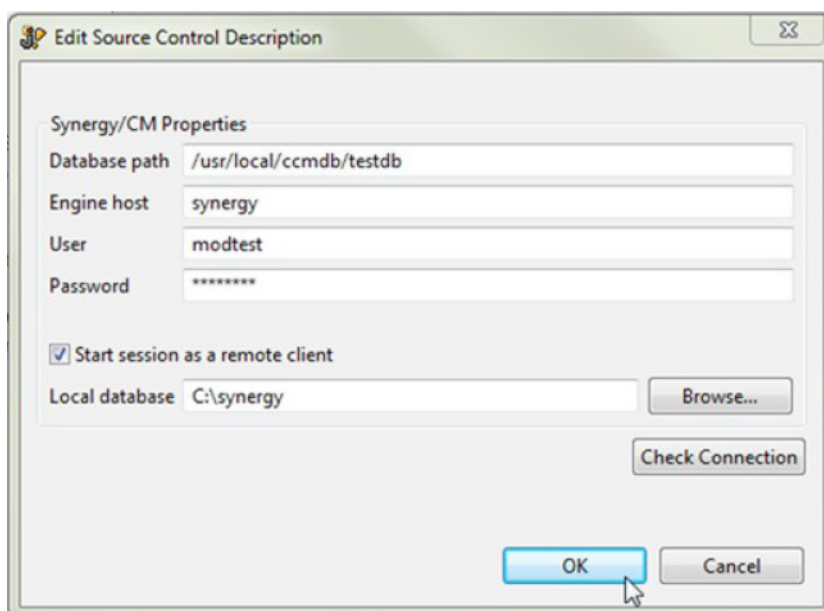 Edit Source Control Description
Synergy/CM Properties
Database path /usr/local/ccmdb/testdb
Engine host synergy
User modtest
Password ********
Start session as a remote client
Local database C:\synergy Browse...
Check Connection
OK Cancel